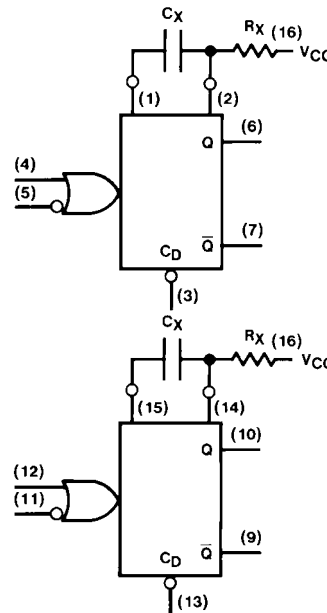 CX
RX (16)
VCC
(1) (2)
(4)
(5)
Q (6)
Q̅ (7)
CD
(3)
CX
RX (16)
VCC
(15) (14)
(12)
(11)
Q (10)
Q̅ (9)
CD
(13)